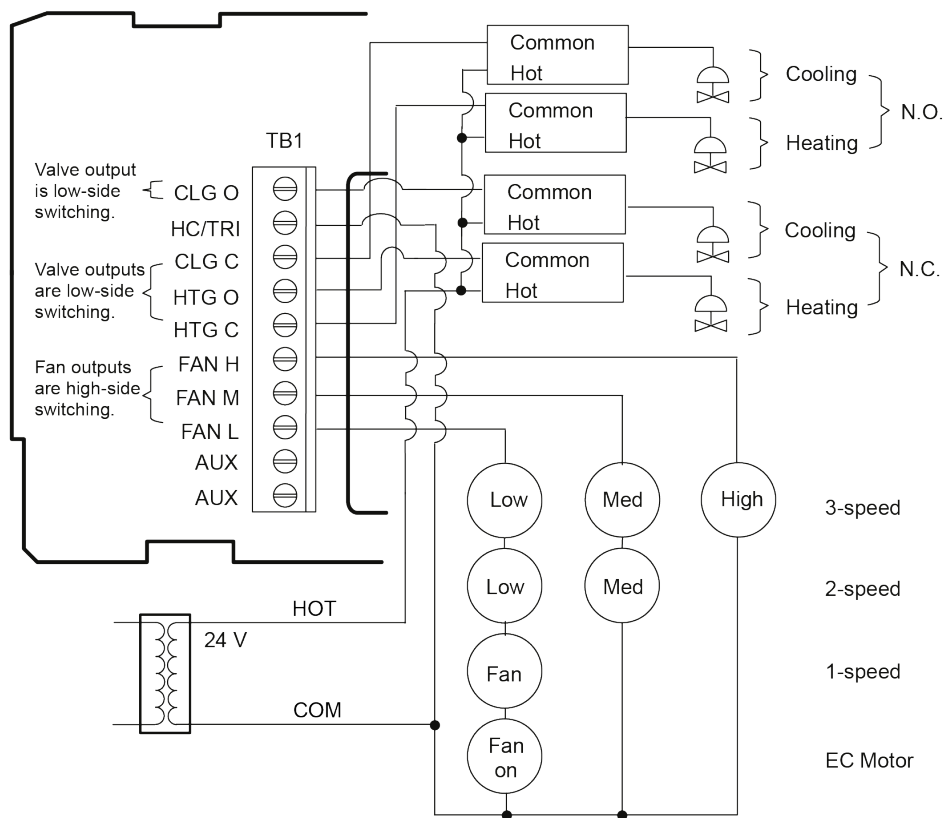 Common
Hot
Cooling
N.O.
Common
Hot
Heating
TB1
Valve output
is low-side
switching.
CLG O
HC/TRI
CLG C
Valve outputs
are low-side
switching.
HTG O
HTG C
Fan outputs
are high-side
switching.
FAN H
FAN M
FAN L
AUX
AUX
Common
Hot
Cooling
N.C.
Common
Hot
Heating
Low
Med
High
3-speed
Low
Med
2-speed
Fan
1-speed
Fan
on
EC Motor
HOT
24 V
COM